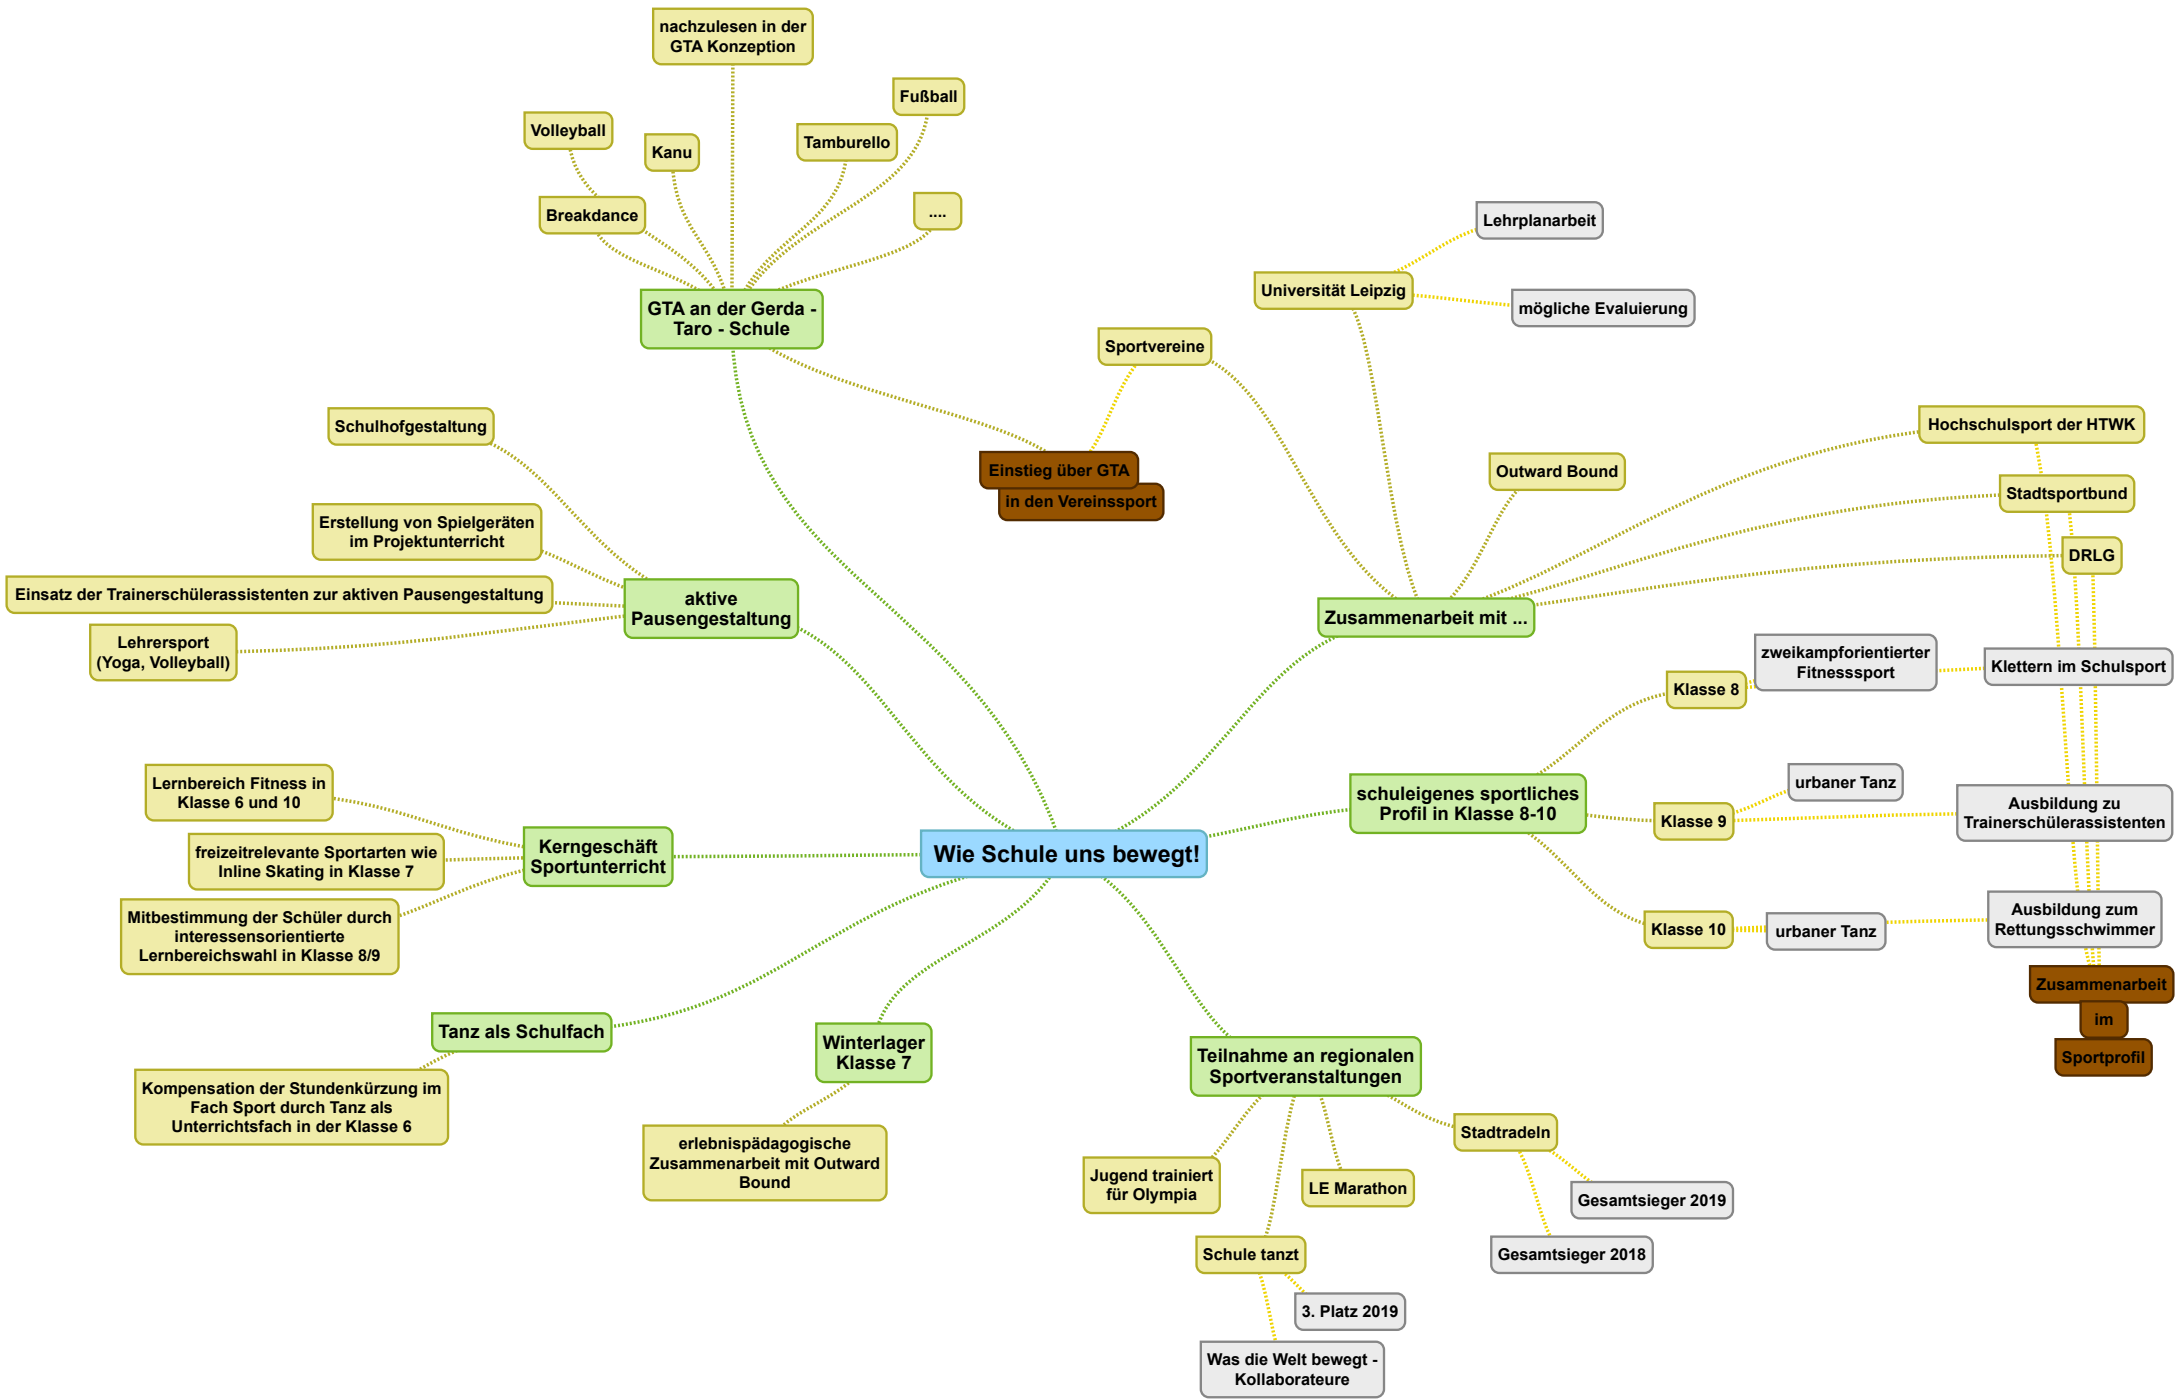 nachzulesen in der
GTA Konzeption
Fußball
Volleyball
Kanu
Tamburello
Breakdance
....
GTA an der Gerda -
Taro - Schule
Lehrplanarbeit
Universität Leipzig
mögliche Evaluierung
Sportvereine
Einstieg über GTA
in den Vereinssport
Outward Bound
Hochschulsport der HTWK
Stadtsportbund
DRLG
Zusammenarbeit mit ...
Schulhofgestaltung
Erstellung von Spielgeräten
im Projektunterricht
Einsatz der Trainerschülerassistenten zur aktiven Pausengestaltung
Lehrersport
(Yoga, Volleyball)
aktive
Pausengestaltung
zweikampforientierter
Fitnesssport
Klettern im Schulsport
Klasse 8
schuleigenes sportliches
Profil in Klasse 8-10
urbaner Tanz
Klasse 9
Ausbildung zu
Trainerschülerassistenten
Klasse 10
urbaner Tanz
Ausbildung zum
Rettungsschwimmer
Zusammenarbeit
im
Sportprofil
Lernbereich Fitness in
Klasse 6 und 10
freizeitrelevante Sportarten wie
Inline Skating in Klasse 7
Mitbestimmung der Schüler durch
interessensorientierte
Lernbereichswahl in Klasse 8/9
Kerngeschäft
Sportunterricht
Wie Schule uns bewegt!
Tanz als Schulfach
Kompensation der Stundenkürzung im
Fach Sport durch Tanz als
Unterrichtsfach in der Klasse 6
Winterlager
Klasse 7
erlebnispädagogische
Zusammenarbeit mit Outward
Bound
Teilnahme an regionalen
Sportveranstaltungen
Jugend trainiert
für Olympia
LE Marathon
Stadtradeln
Gesamtsieger 2019
Gesamtsieger 2018
Schule tanzt
3. Platz 2019
Was die Welt bewegt -
Kollaborateure